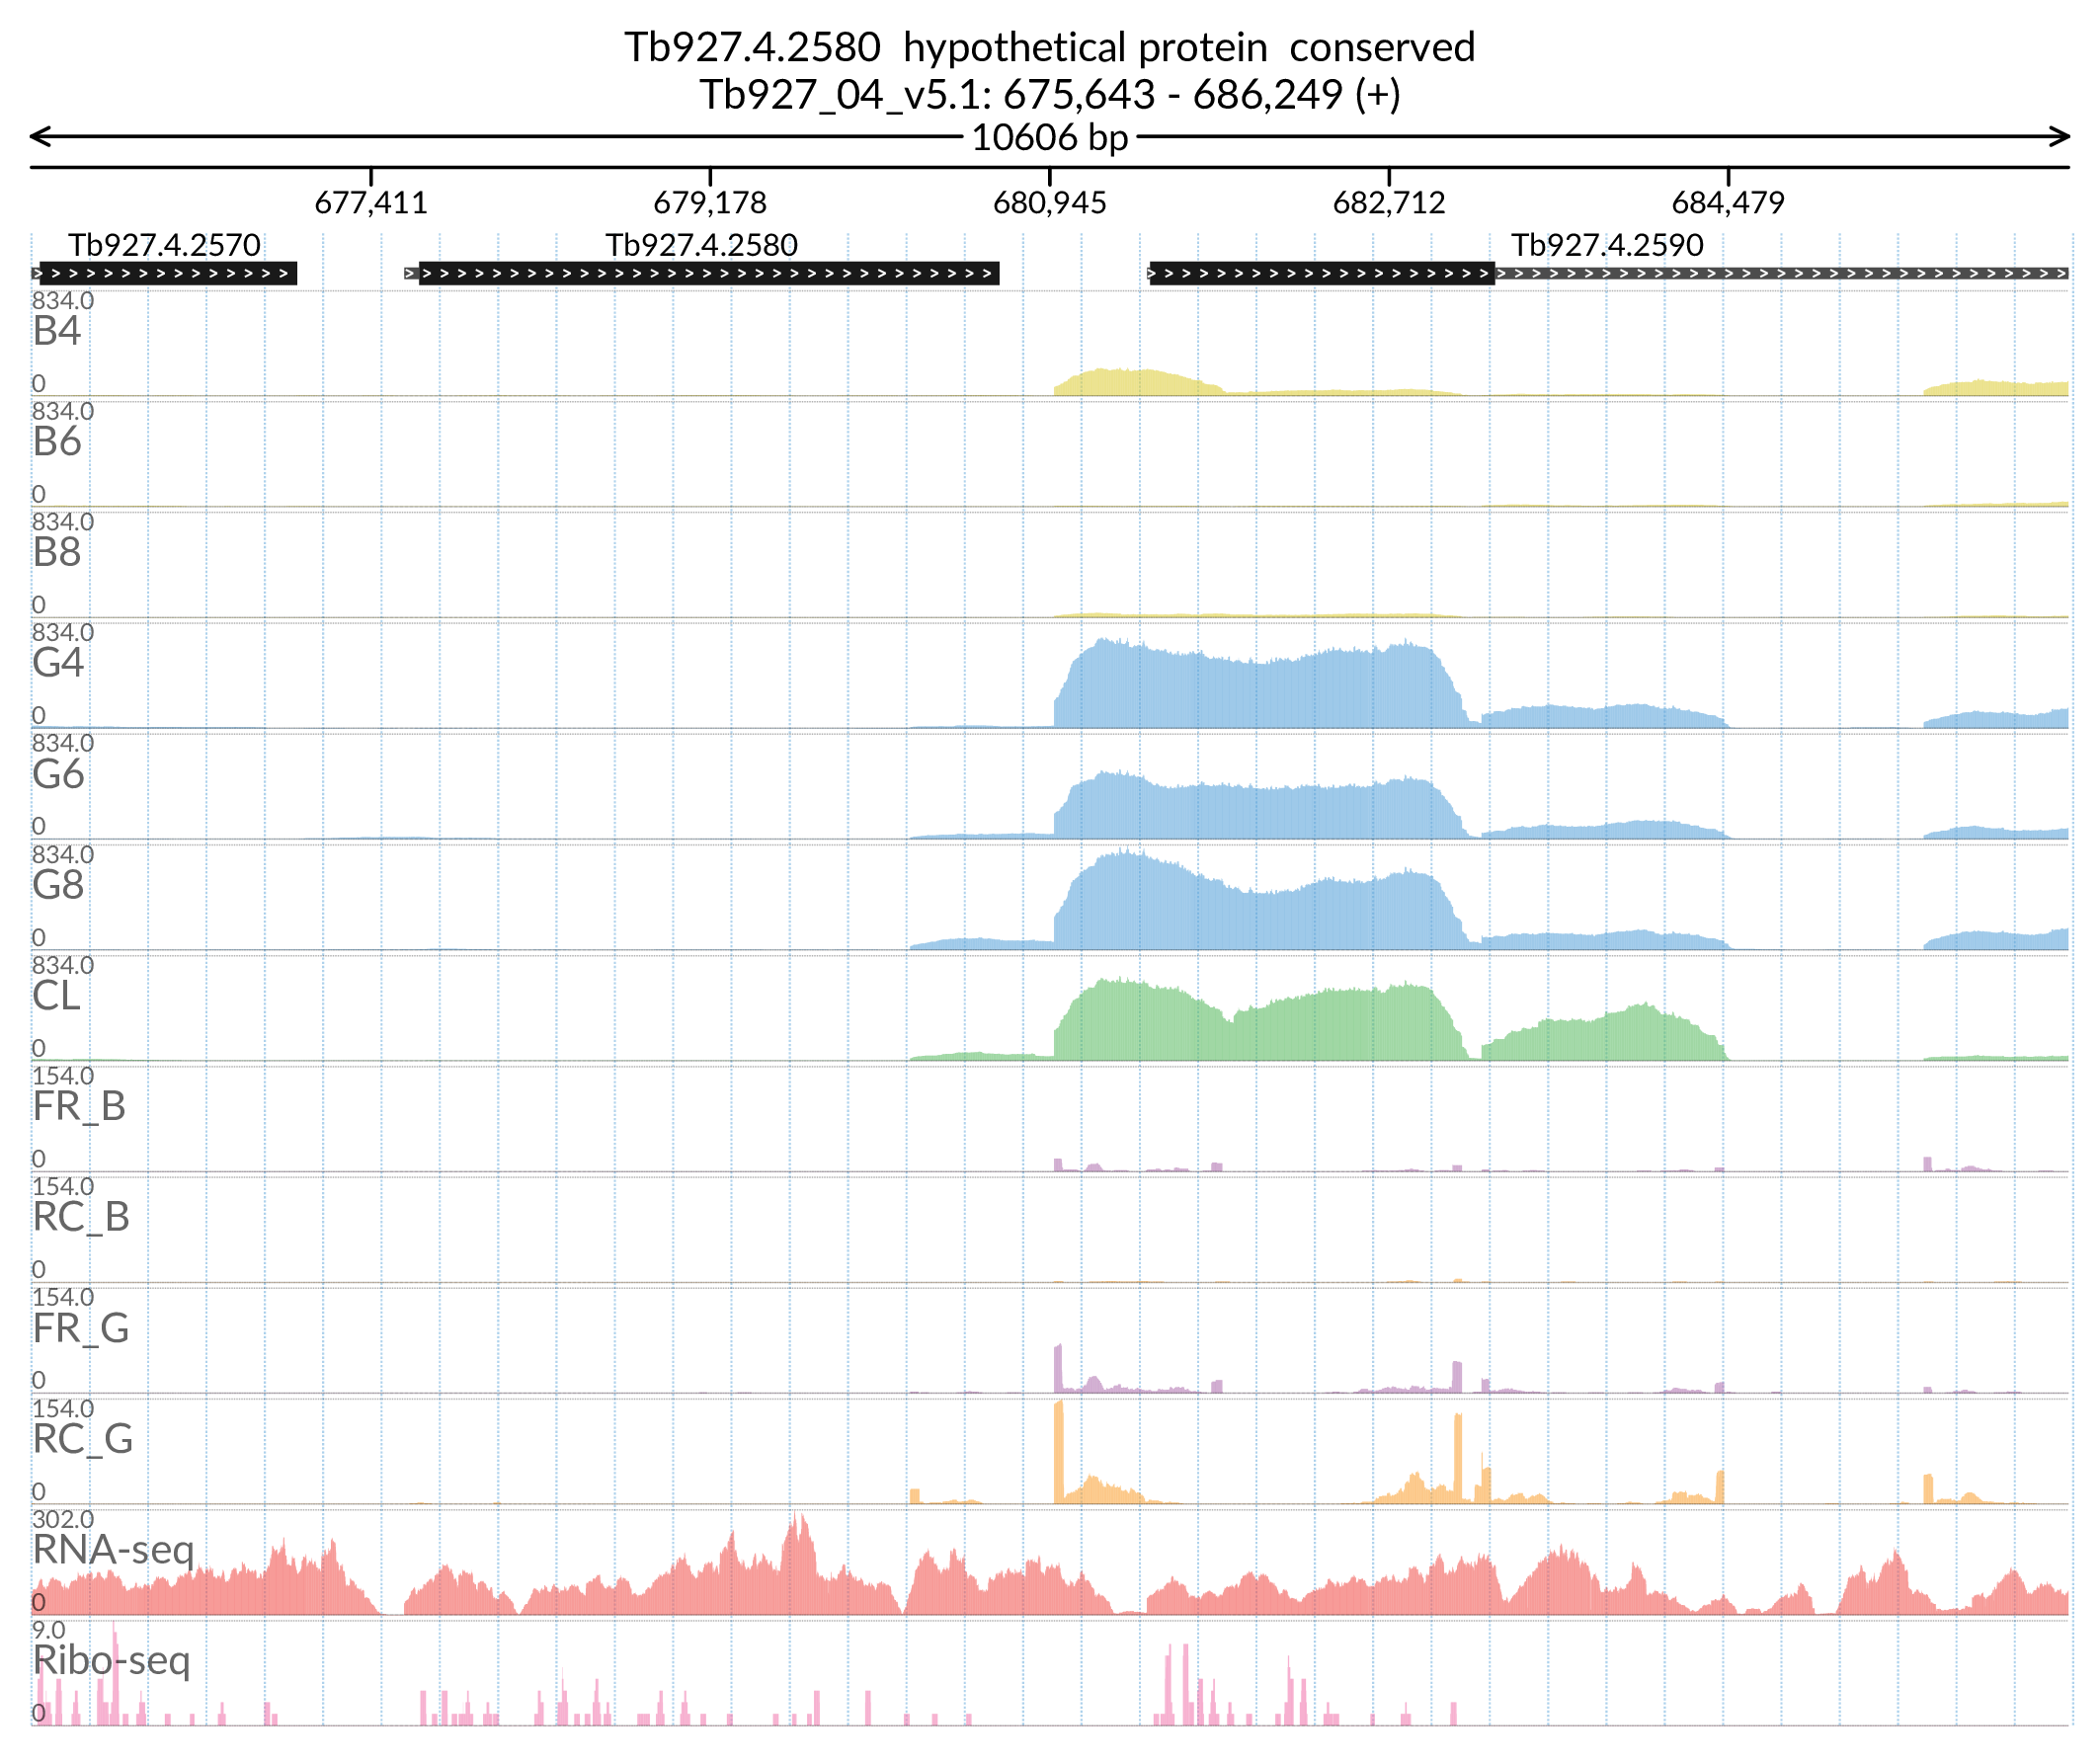 Tb927.4.2580  hypothetical protein  conserved
Tb927_04_v5.1: 675,643 - 686,249 (+)
10606 bp
677,411 679,178 680,945 682,712 684,479
Tb927.4.2570 Tb927.4.2580 Tb927.4.2590
834.0
B4
0
834.0
B6
0
834.0
B8
0
834.0
G4
0
834.0
G6
0
834.0
G8
0
834.0
CL
0
154.0
FR_B
0
154.0
RC_B
0
154.0
FR_G
0
154.0
RC_G
0
302.0
RNA-seq
0
9.0
Ribo-seq
0